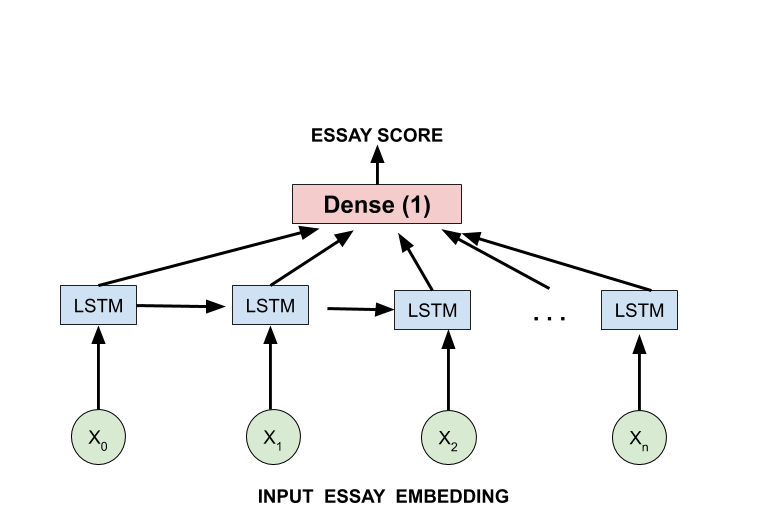 ESSAY SCORE
Dense (1)
LSTM LSTM LSTM ... LSTM
X0 X1 X2 Xn
INPUT ESSAY EMBEDDING